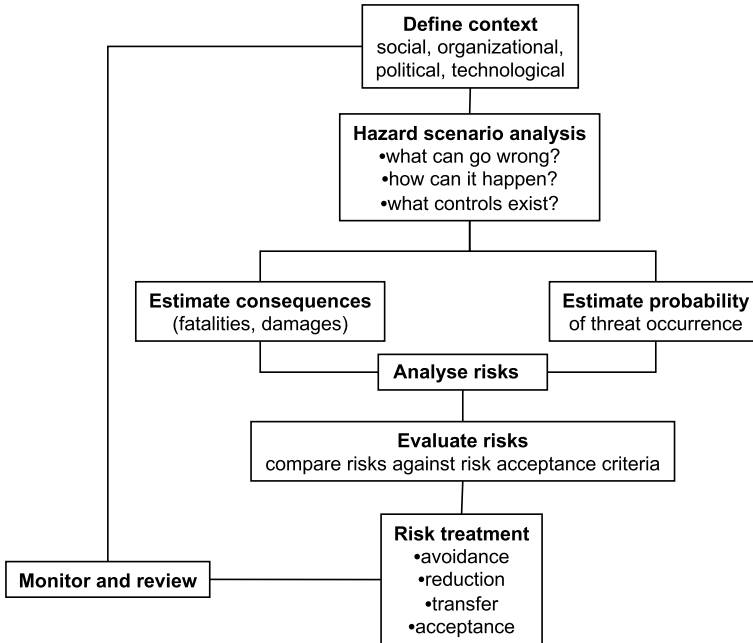 Define context
social, organizational,
political, technological
Hazard scenario analysis
•what can go wrong?
•how can it happen?
•what controls exist?
Estimate consequences
(fatalities, damages)
Estimate probability
of threat occurrence
Analyse risks
Evaluate risks
compare risks against risk acceptance criteria
Risk treatment
•avoidance
•reduction
•transfer
•acceptance
Monitor and review